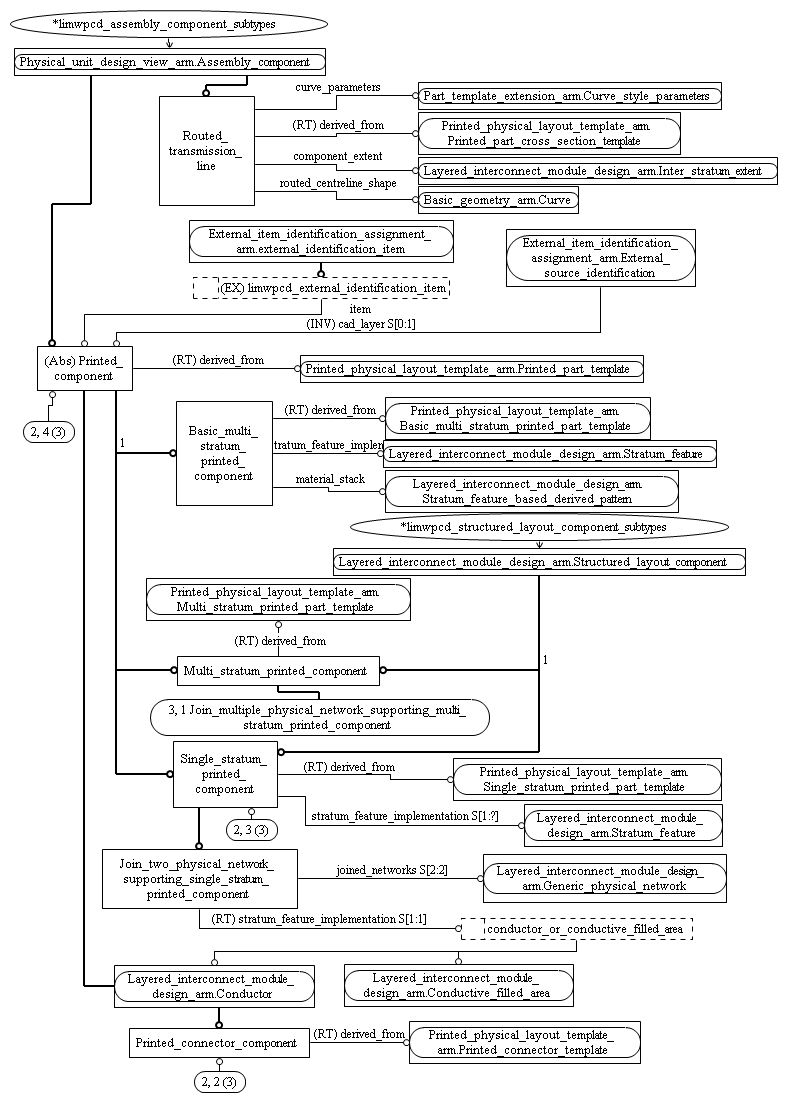 *limwpcd_assembly_component_subtypes
Physical_unit_design_view_arm.Assembly_component
curve_parameters
Part_template_extension_arm.Curve_style_parameters
Routed_
transmission_
line
(RT) derived_from
Printed_physical_layout_template_arm.
Printed_part_cross_section_template
component_extent
Layered_interconnect_module_design_arm.Inter_stratum_extent
routed_centreline_shape
Basic_geometry_arm.Curve
External_item_identification_assignment_
arm.external_identification_item
External_item_identification_
assignment_arm.External_
source_identification
(EX) limwpcd_external_identification_item
item
(INV) cad_layer S[0:1]
(Abs) Printed_
component
(RT) derived_from
Printed_physical_layout_template_arm.Printed_part_template
2, 4 (3)
1
Basic_multi_
stratum_
printed_
component
(RT) derived_from
Printed_physical_layout_template_arm.
Basic_multi_stratum_printed_part_template
tratum_feature_implen
Layered_interconnect_module_design_arm.Stratum_feature
material_stack
Layered_interconnect_module_design_arm.
Stratum_feature_based_derived_pattern
*limwpcd_structured_layout_component_subtypes
Layered_interconnect_module_design_arm.Structured_layout_component
Printed_physical_layout_template_arm.
Multi_stratum_printed_part_template
(RT) derived_from
1
Multi_stratum_printed_component
3, 1 Join_multiple_physical_network_supporting_multi_
stratum_printed_component
Single_stratum_
printed_
component
(RT) derived_from
Printed_physical_layout_template_arm.
Single_stratum_printed_part_template
stratum_feature_implementation S[1:?]
Layered_interconnect_module_
design_arm.Stratum_feature
2, 3 (3)
Join_two_physical_network_
supporting_single_stratum_
printed_component
joined_networks S[2:2]
Layered_interconnect_module_design_
arm.Generic_physical_network
(RT) stratum_feature_implementation S[1:1]
conductor_or_conductive_filled_area
Layered_interconnect_module_
design_arm.Conductor
Layered_interconnect_module_
design_arm.Conductive_filled_area
Printed_connector_component
(RT) derived_from
Printed_physical_layout_template_
arm.Printed_connector_template
2, 2 (3)